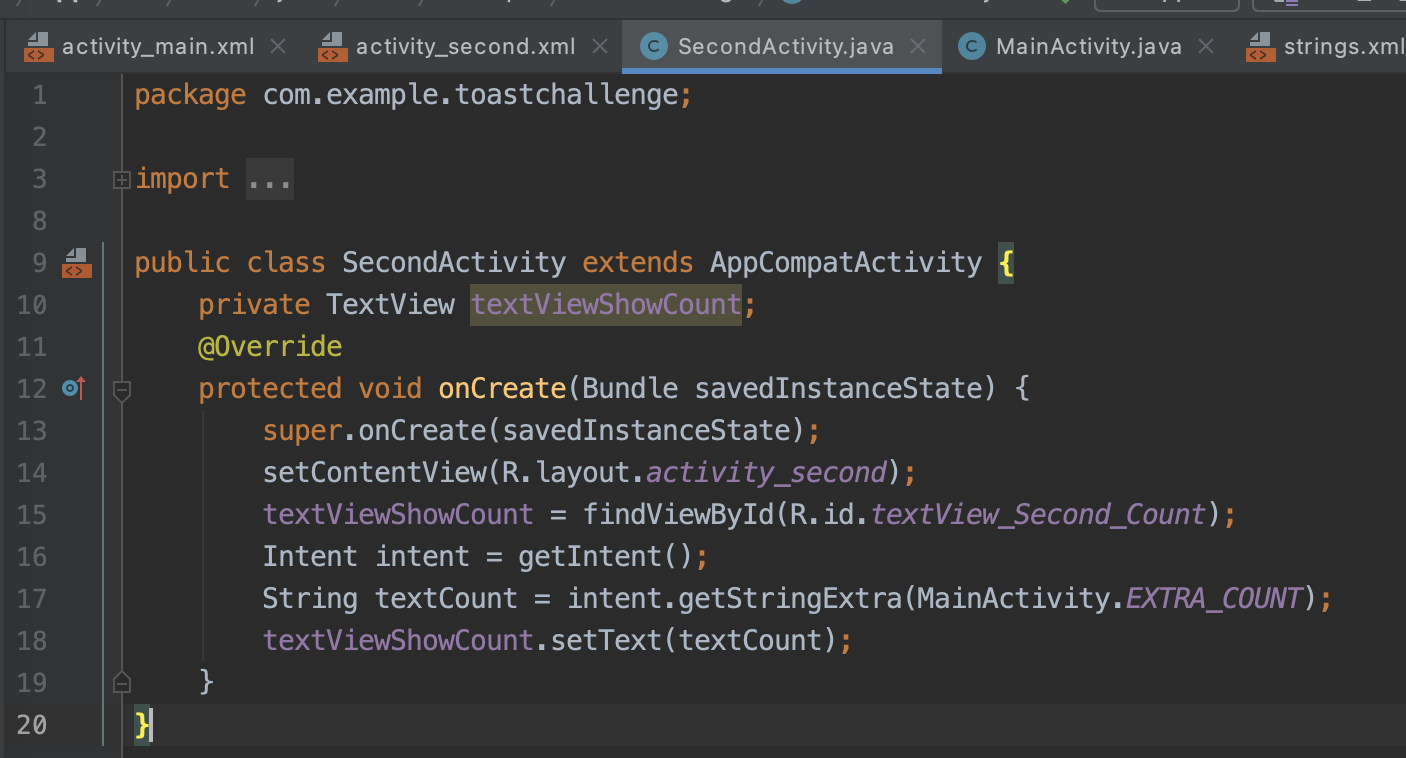 activity_main.xml activity_second.xml SecondActivity.java MainActivity.java strings.xml
1 package com.example.toastchallenge;
2
3 import ...
8
9 public class SecondActivity extends AppCompatActivity {
10 private TextView textViewShowCount;
11 @Override
12 protected void onCreate(Bundle savedInstanceState) {
13 super.onCreate(savedInstanceState);
14 setContentView(R.layout.activity_second);
15 textViewShowCount = findViewById(R.id.textView_Second_Count);
16 Intent intent = getIntent();
17 String textCount = intent.getStringExtra(MainActivity.EXTRA_COUNT);
18 textViewShowCount.setText(textCount);
19 }
20 }